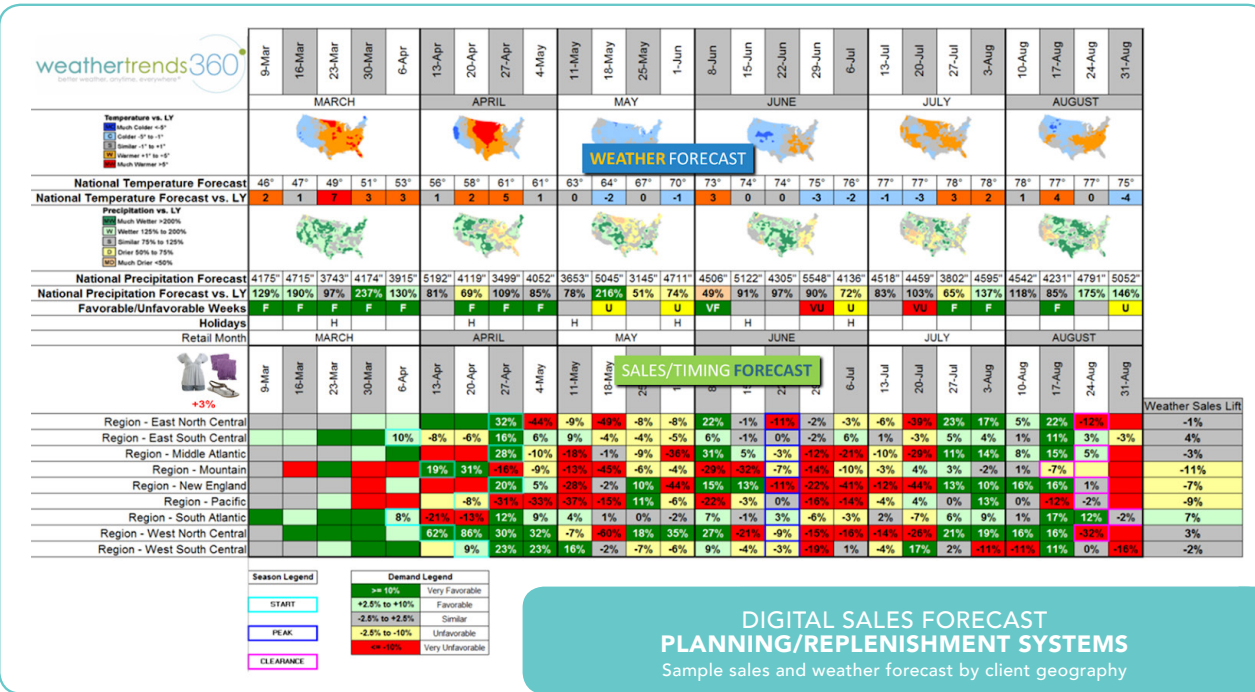 weathertrends360°
better weather, anytime, everywhere®
9-Mar 16-Mar 23-Mar 30-Mar 6-Apr 13-Apr 20-Apr 27-Apr 4-May 11-May 18-May 25-May 1-Jun 8-Jun 15-Jun 22-Jun 29-Jun 6-Jul 13-Jul 20-Jul 27-Jul 3-Aug 10-Aug 17-Aug 24-Aug 31-Aug
MARCH APRIL MAY JUNE JULY AUGUST
Temperature vs. LY
Much Colder <-5°
C Colder -5° to -1°
S Similar -1° to +1°
W Warmer +1° to +5°
Much Warmer >5°
WEATHER FORECAST
National Temperature Forecast 46° 47° 49° 51° 53° 56° 58° 61° 61° 63° 64° 67° 70° 73° 74° 74° 75° 76° 77° 77° 78° 78° 78° 77° 77° 75°
National Temperature Forecast vs. LY 2 1 7 3 3 1 2 5 1 0 -2 0 -1 3 0 0 -3 -2 -1 -3 3 2 1 4 0 -4
Precipitation vs. LY
MW Much Wetter >200%
W Wetter 125% to 200%
S Similar 75% to 125%
D Drier 50% to 75%
MD Much Drier <50%
National Precipitation Forecast 4175" 4715" 3743" 4174" 3915" 5192" 4119" 3499" 4052" 3653" 5045" 3145" 4711" 4506" 5122" 4305" 5548" 4136" 4518" 4459" 3802" 4595" 4542" 4231" 4791" 5052"
National Precipitation Forecast vs. LY 129% 190% 97% 237% 130% 81% 69% 109% 85% 78% 216% 51% 74% 49% 91% 97% 90% 72% 83% 103% 65% 137% 118% 85% 175% 146%
Favorable/Unfavorable Weeks F F F F F F F F U U VF VU U VU F F F U
Holidays H H H H H H
Retail Month MARCH APRIL MAY JUNE JULY AUGUST
9-Mar 16-Mar 23-Mar 30-Mar 6-Apr 13-Apr 20-Apr 27-Apr 4-May 11-May 18-May 6-Jul 13-Jul 20-Jul 27-Jul 3-Aug 10-Aug 17-Aug 24-Aug 31-Aug
SALES/TIMING FORECAST
+3%
Weather Sales Lift
Region - East North Central 32% -44% -9% -49% -8% -8% 22% -1% -11% -2% -3% -6% -39% 23% 17% 5% 22% -12% -1%
Region - East South Central 10% -8% -6% 16% 6% 9% -4% -4% -5% 6% -1% 0% -2% 6% 1% -3% 5% 4% 1% 11% 3% -3% 4%
Region - Middle Atlantic 28% -10% -18% -1% -9% -36% 31% 5% -3% -12% -21% -10% -29% 11% 14% 8% 15% 5% -3%
Region - Mountain 19% 31% -16% -9% -13% -45% -6% -4% -29% -32% -7% -14% -10% -3% 4% 3% -2% 1% -7% -11%
Region - New England 20% 5% -28% -2% 10% -44% 15% 13% -11% -22% -41% -12% -44% 13% 10% 16% 16% 1% -7%
Region - Pacific -8% -31% -33% -37% -15% 11% -6% -22% -3% 0% -16% -14% -4% 4% 0% 13% 0% -12% -2% -9%
Region - South Atlantic 8% -21% -13% 12% 9% 4% 1% 0% -2% 7% -1% 3% -6% -3% 2% -7% 6% 9% 1% 17% 12% -2% 7%
Region - West North Central 62% 86% 30% 32% -7% -60% 18% 35% 27% -21% -9% -15% -16% -14% -26% 21% 19% 16% 16% -32% 3%
Region - West South Central 9% 23% 23% 16% -2% -7% -6% 9% -4% -3% -19% 1% -4% 17% 2% -11% -11% 11% 0% -16% -2%
Season Legend
START
PEAK
CLEARANCE
Demand Legend
>= 10% Very Favorable
+2.5% to +10% Favorable
-2.5% to +2.5% Similar
-2.5% to -10% Unfavorable
<= -10% Very Unfavorable
DIGITAL SALES FORECAST
PLANNING/REPLENISHMENT SYSTEMS
Sample sales and weather forecast by client geography